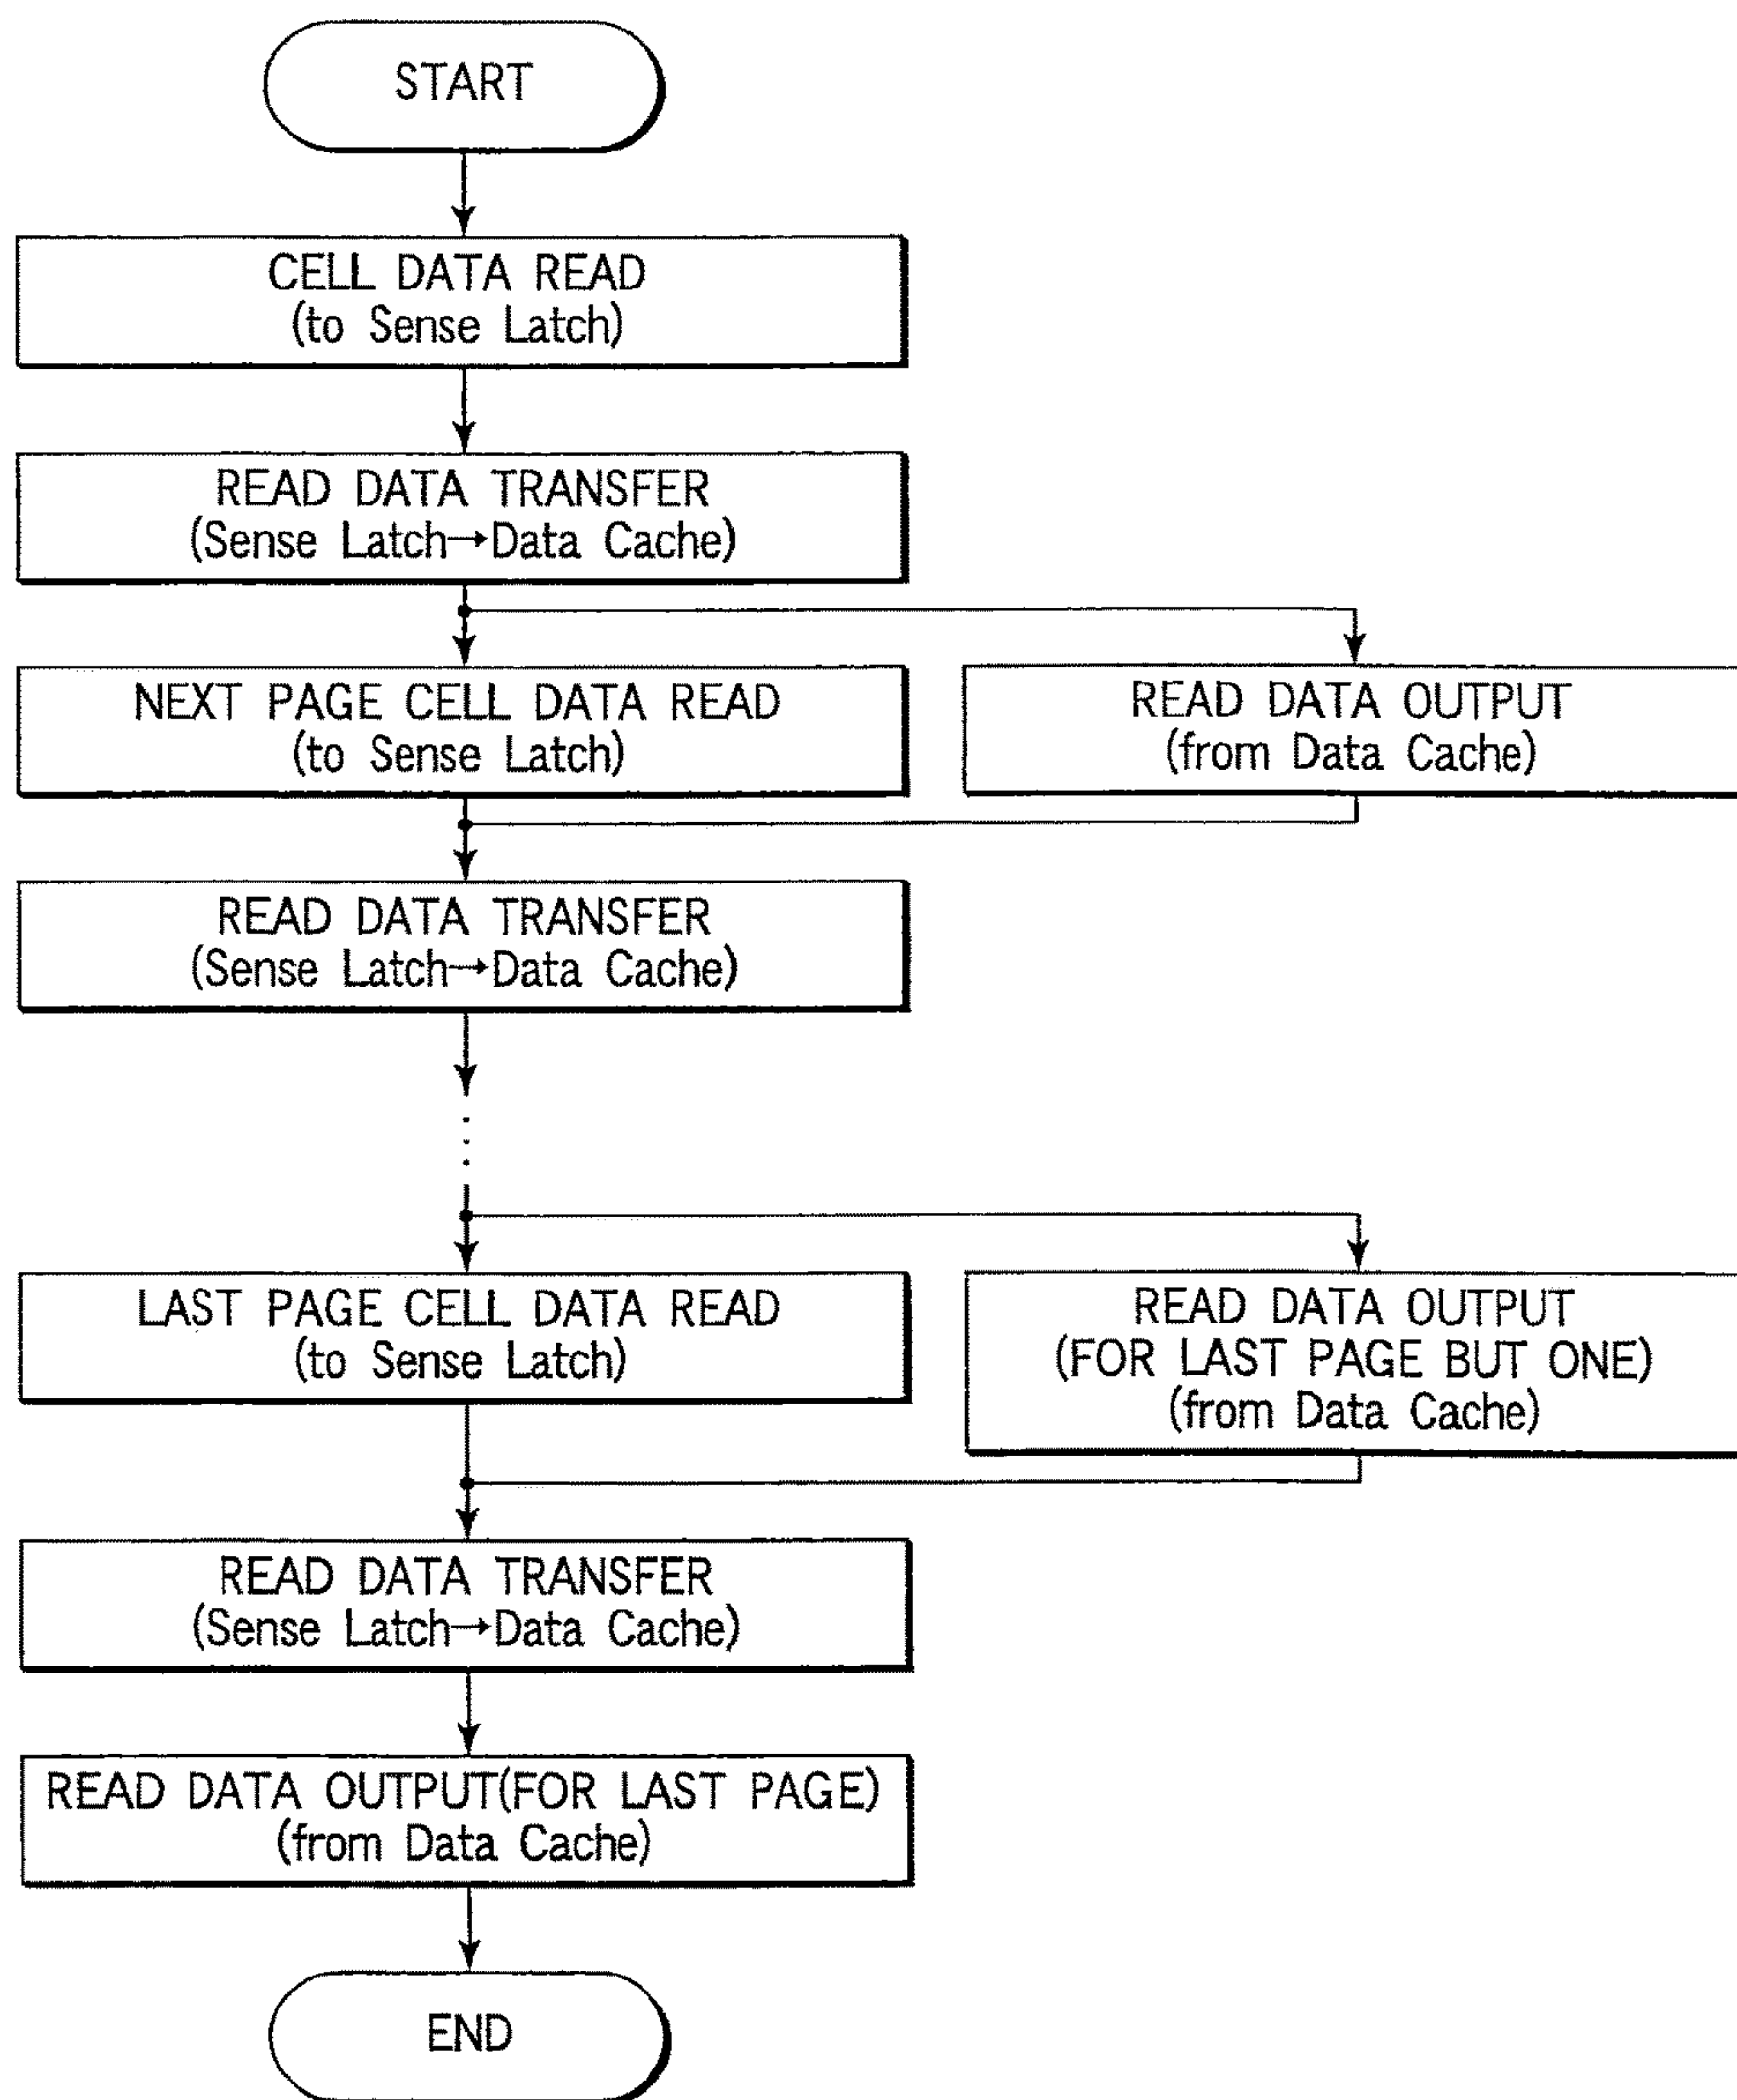 START
CELL DATA READ
(to Sense Latch)
READ DATA TRANSFER
(Sense Latch→Data Cache)
NEXT PAGE CELL DATA READ
(to Sense Latch)
READ DATA OUTPUT
(from Data Cache)
READ DATA TRANSFER
(Sense Latch→Data Cache)
LAST PAGE CELL DATA READ
(to Sense Latch)
READ DATA OUTPUT
(FOR LAST PAGE BUT ONE)
(from Data Cache)
READ DATA TRANSFER
(Sense Latch→Data Cache)
READ DATA OUTPUT(FOR LAST PAGE)
(from Data Cache)
END